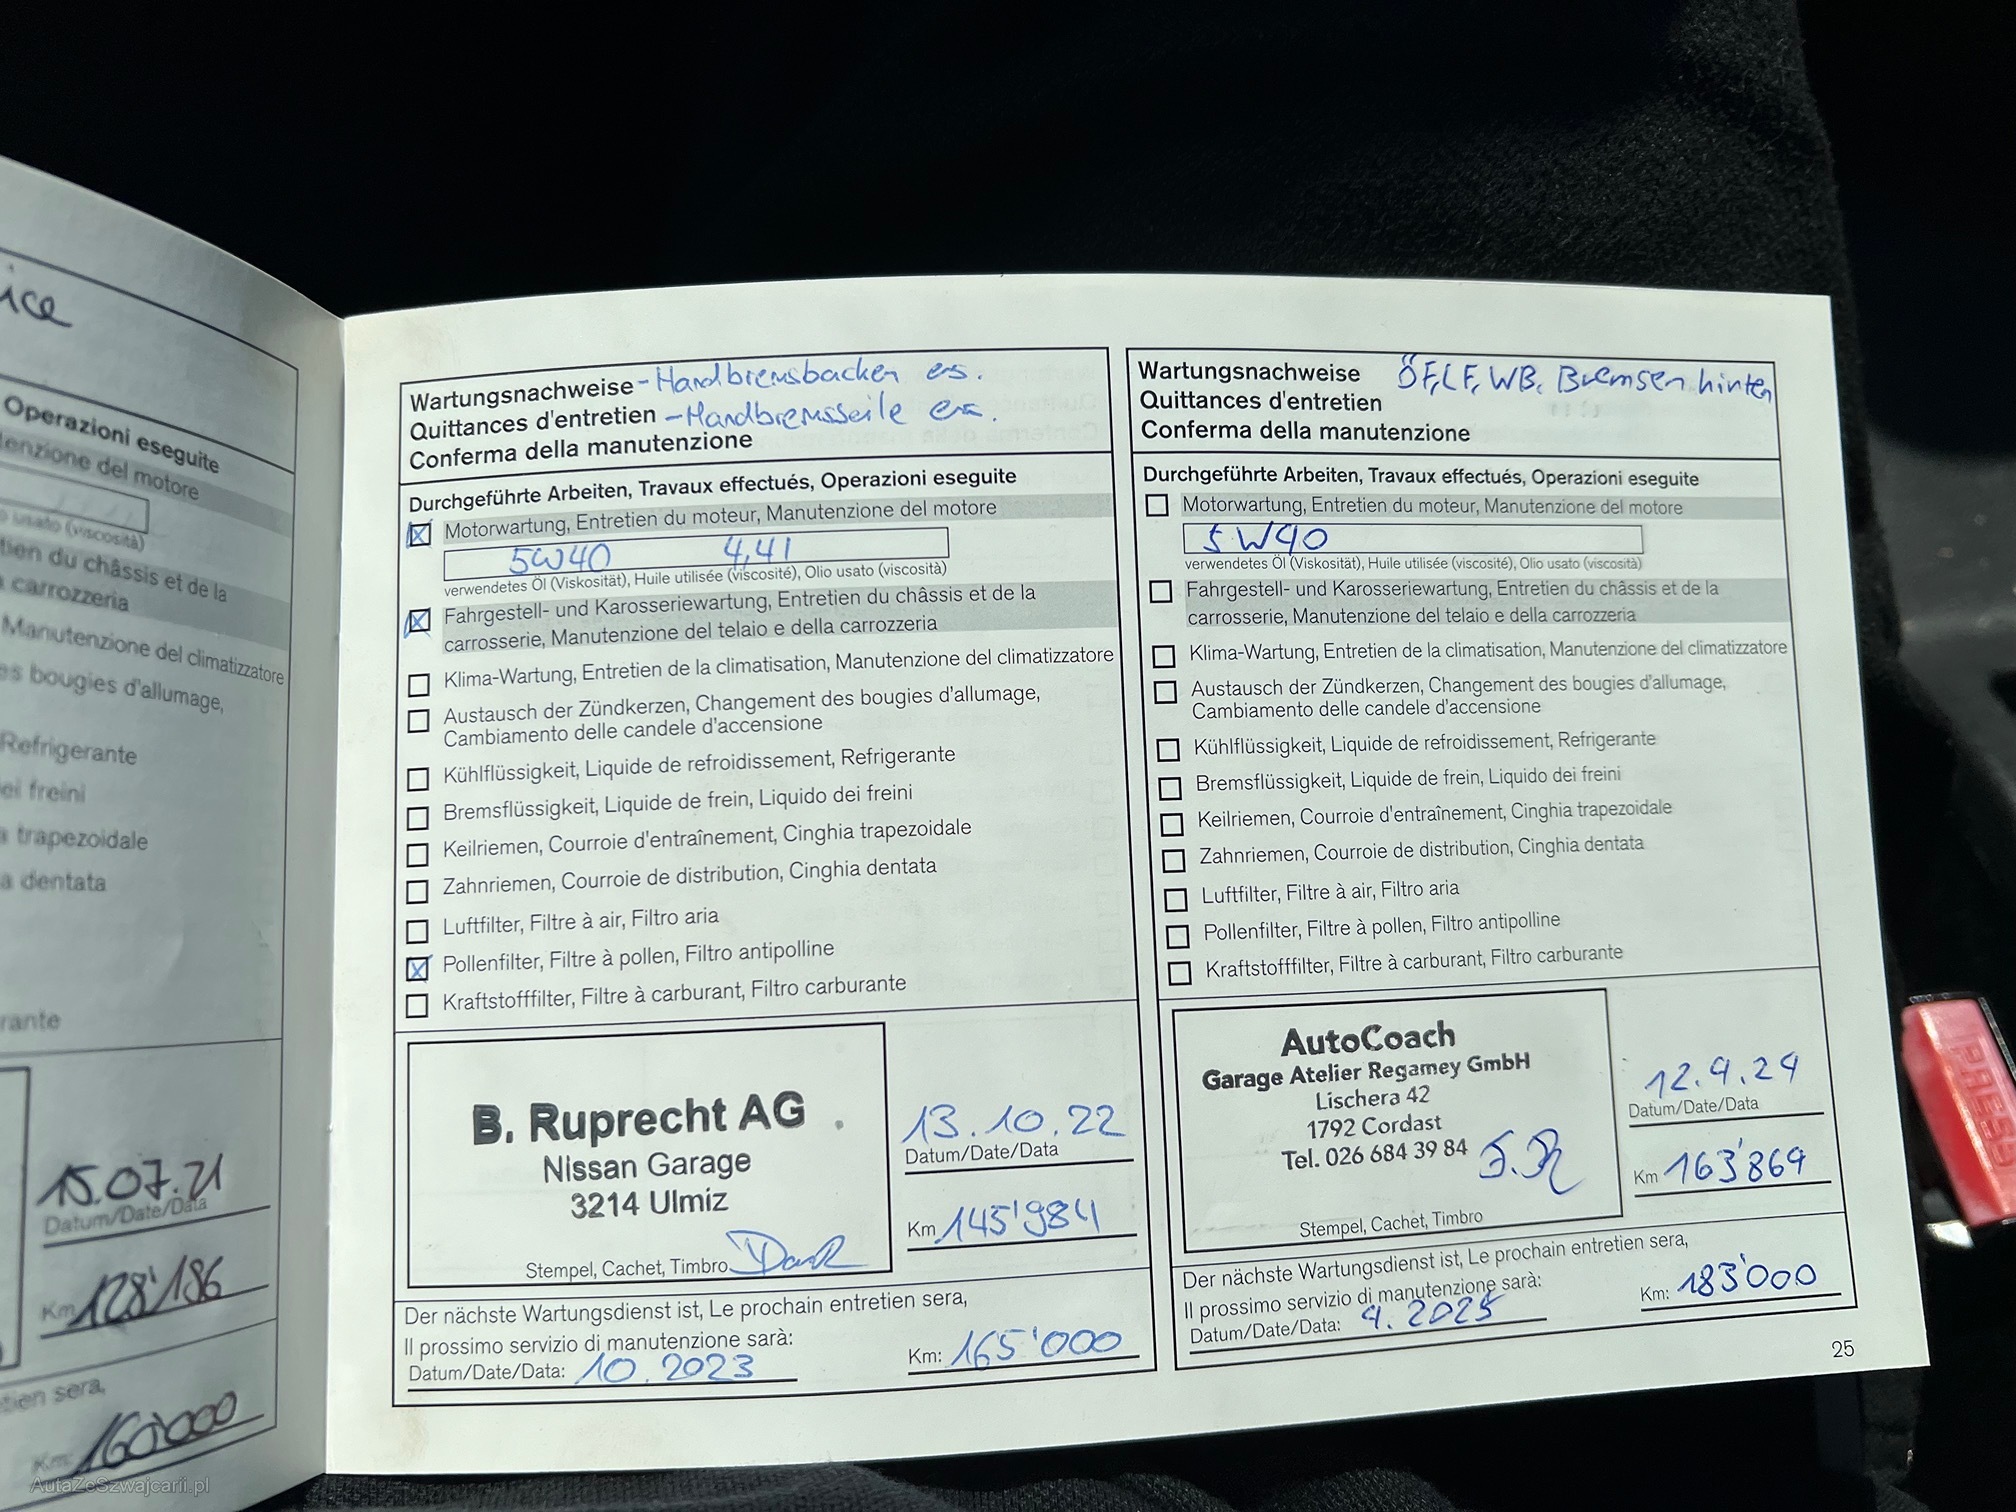 ice
Operazioni eseguite
enzione del motore
usato (viscosità)
tien du châssis et de la
carrozzeria
Manutenzione del climatizzatore
es bougies d'allumage,
Refrigerante
ei freini
a trapezoidale
a dentata
rante
15.07.21
Datum/Date/Data
Km 128'186
tien sera,
Km: 160'000
Wartungsnachweise - Handbremsbacken ers.
Quittances d'entretien - Handbremsseile ers.
Conferma della manutenzione
Durchgeführte Arbeiten, Travaux effectués, Operazioni eseguite
Motorwartung, Entretien du moteur, Manutenzione del motore
5W40 4,41
verwendetes Öl (Viskosität), Huile utilisée (viscosité), Olio usato (viscosità)
Fahrgestell- und Karosseriewartung, Entretien du châssis et de la
carrosserie, Manutenzione del telaio e della carrozzeria
Klima-Wartung, Entretien de la climatisation, Manutenzione del climatizzatore
Austausch der Zündkerzen, Changement des bougies d'allumage,
Cambiamento delle candele d'accensione
Kühlflüssigkeit, Liquide de refroidissement, Refrigerante
Bremsflüssigkeit, Liquide de frein, Liquido dei freini
Keilriemen, Courroie d'entraînement, Cinghia trapezoidale
Zahnriemen, Courroie de distribution, Cinghia dentata
Luftfilter, Filtre à air, Filtro aria
Pollenfilter, Filtre à pollen, Filtro antipolline
Kraftstofffilter, Filtre à carburant, Filtro carburante
B. Ruprecht AG
Nissan Garage
3214 Ulmiz
Stempel, Cachet, Timbro
13.10.22
Datum/Date/Data
Km 145'984
Der nächste Wartungsdienst ist, Le prochain entretien sera,
Il prossimo servizio di manutenzione sarà:
Datum/Date/Data: 10.2023
Km: 165'000
Wartungsnachweise ÖF, LF, WB, Bremsen hinten
Quittances d'entretien
Conferma della manutenzione
Durchgeführte Arbeiten, Travaux effectués, Operazioni eseguite
Motorwartung, Entretien du moteur, Manutenzione del motore
5W40
verwendetes Öl (Viskosität), Huile utilisée (viscosité), Olio usato (viscosità)
Fahrgestell- und Karosseriewartung, Entretien du châssis et de la
carrosserie, Manutenzione del telaio e della carrozzeria
Klima-Wartung, Entretien de la climatisation, Manutenzione del climatizzatore
Austausch der Zündkerzen, Changement des bougies d'allumage,
Cambiamento delle candele d'accensione
Kühlflüssigkeit, Liquide de refroidissement, Refrigerante
Bremsflüssigkeit, Liquide de frein, Liquido dei freini
Keilriemen, Courroie d'entraînement, Cinghia trapezoidale
Zahnriemen, Courroie de distribution, Cinghia dentata
Luftfilter, Filtre à air, Filtro aria
Pollenfilter, Filtre à pollen, Filtro antipolline
Kraftstofffilter, Filtre à carburant, Filtro carburante
AutoCoach
Garage Atelier Regamey GmbH
Lischera 42
1792 Cordast
Tel. 026 684 39 84
Stempel, Cachet, Timbro
12.4.24
Datum/Date/Data
Km 163'869
Der nächste Wartungsdienst ist, Le prochain entretien sera,
Il prossimo servizio di manutenzione sarà:
Datum/Date/Data: 4.2025
Km: 183'000
25
PRESS
AutaZeSzwajcarii.pl